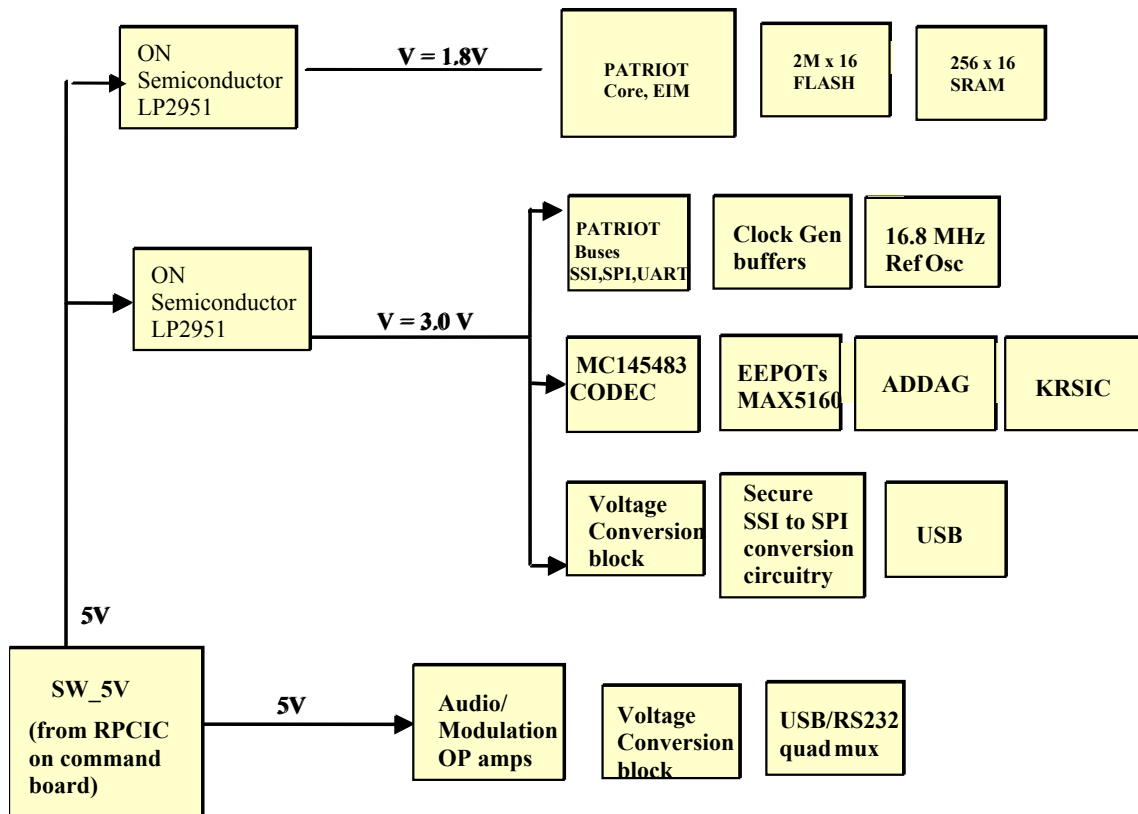 ON
Semiconductor
LP2951
V = 1.8V
PATRIOT
Core, EIM
2M x 16
FLASH
256 x 16
SRAM
ON
Semiconductor
LP2951
V = 3.0 V
PATRIOT
Buses
SSI,SPI,UART
Clock Gen
buffers
16.8 MHz
Ref Osc
MC145483
CODEC
EEPOTs
MAX5160
ADDAG
KRSIC
Voltage
Conversion
block
Secure
SSI to SPI
conversion
circuitry
USB
5V
SW_5V
(from RPCIC
on command
board)
5V
Audio/
Modulation
OP amps
Voltage
Conversion
block
USB/RS232
quad mux